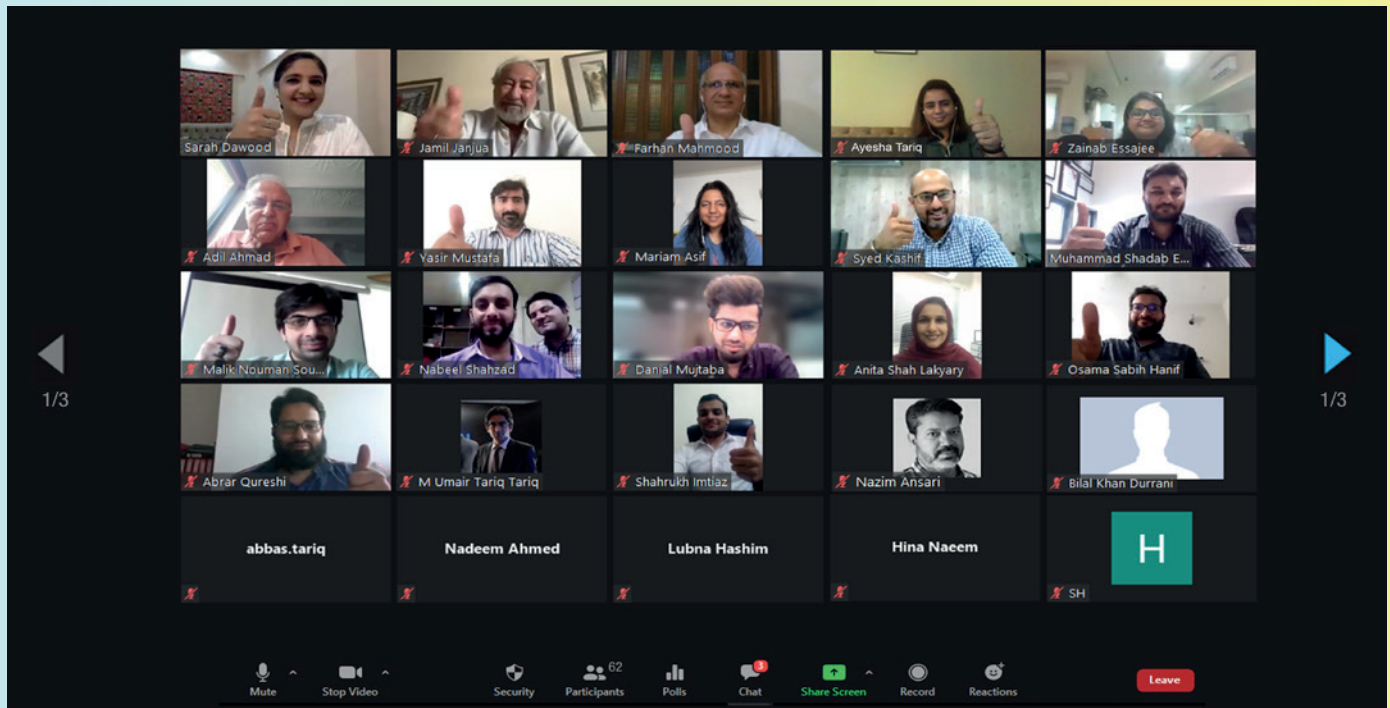 Sarah Dawood
Jamil Janjua
Farhan Mahmood
Ayesha Tariq
Zainab Essajee
Adil Ahmad
Yasir Mustafa
Mariam Asif
Syed Kashif
Muhammad Shadab E...
Malik Nouman Sou...
Nabeel Shahzad
Danial Mujtaba
Anita Shah Lakyary
Osama Sabih Hanif
1/3
1/3
Abrar Qureshi
M Umair Tariq Tariq
Shahrukh Imtiaz
Nazim Ansari
Bilal Khan Durrani
abbas.tariq
Nadeem Ahmed
Lubna Hashim
Hina Naeem
H
SH
Mute
Stop Video
Security
62
Participants
Polls
3
Chat
Share Screen
Record
Reactions
Leave